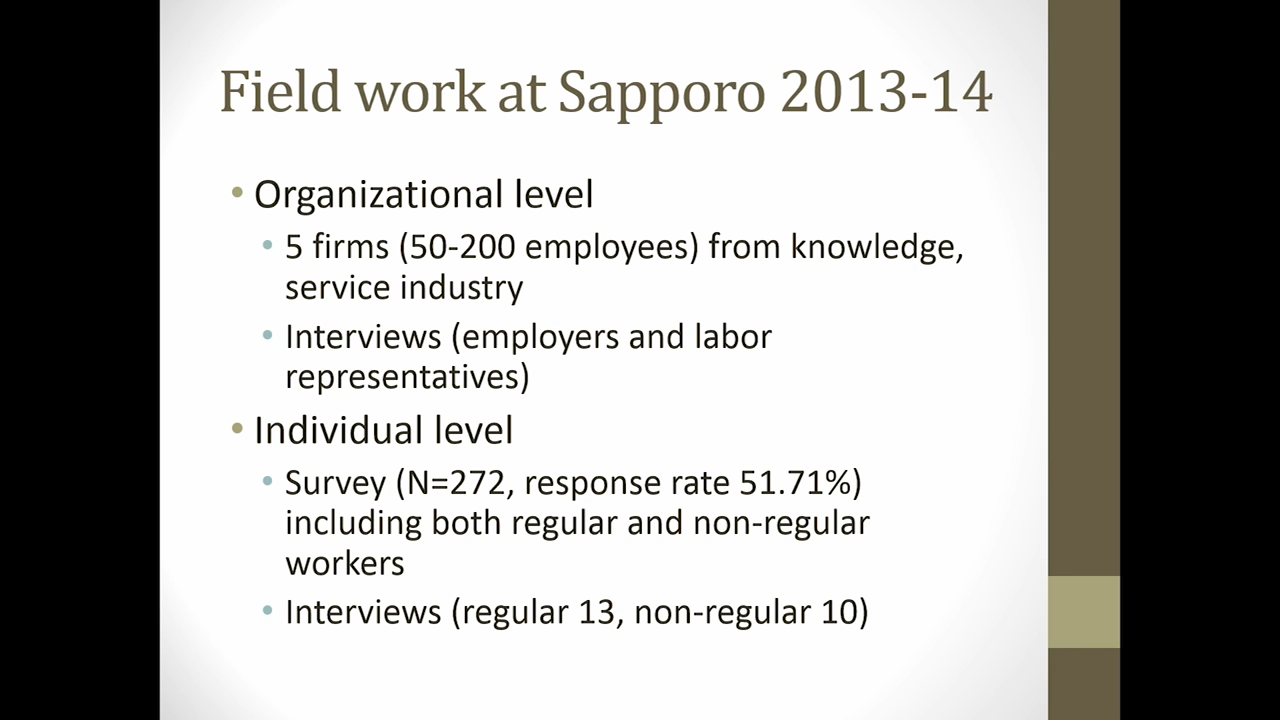 Field work at Sapporo 2013-14
• Organizational level
• 5 firms (50-200 employees) from knowledge,
service industry
• Interviews (employers and labor
representatives)
• Individual level
• Survey (N=272, response rate 51.71%)
including both regular and non-regular
workers
• Interviews (regular 13, non-regular 10)